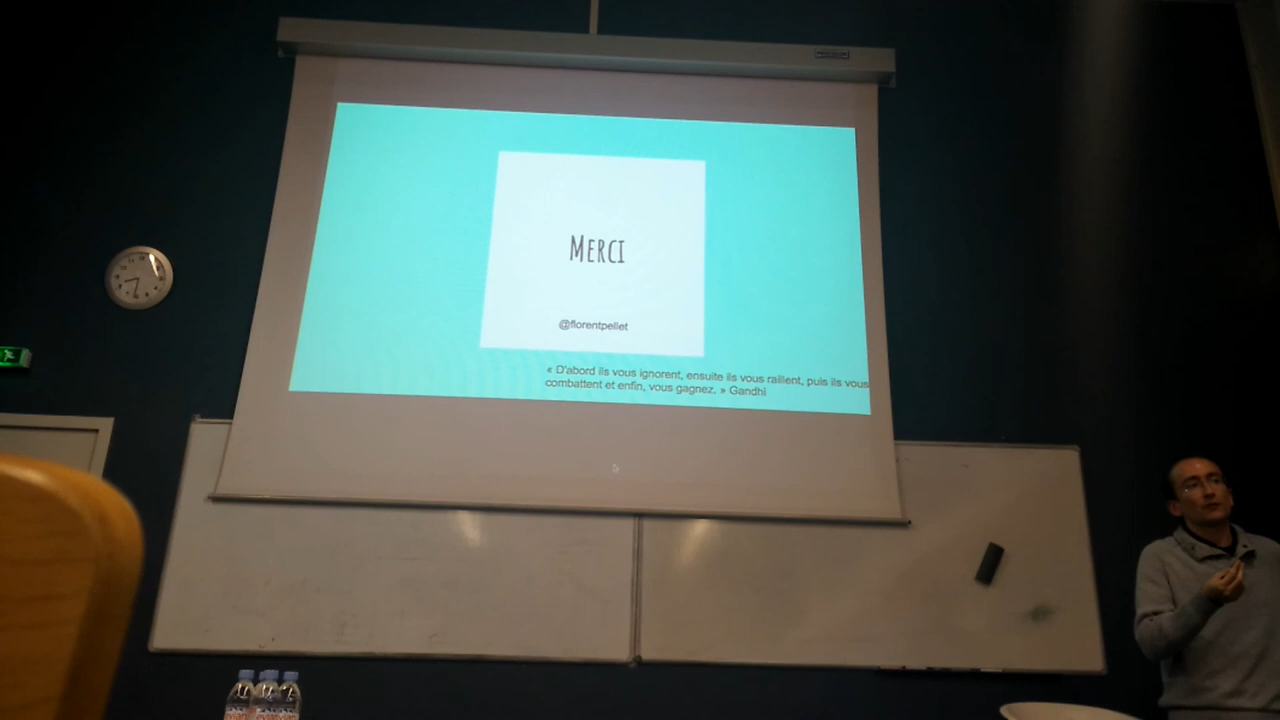 Merci
@florentpellet
« D'abord ils vous ignorent, ensuite ils vous raillent, puis ils vous
combattent et enfin, vous gagnez. » Gandhi